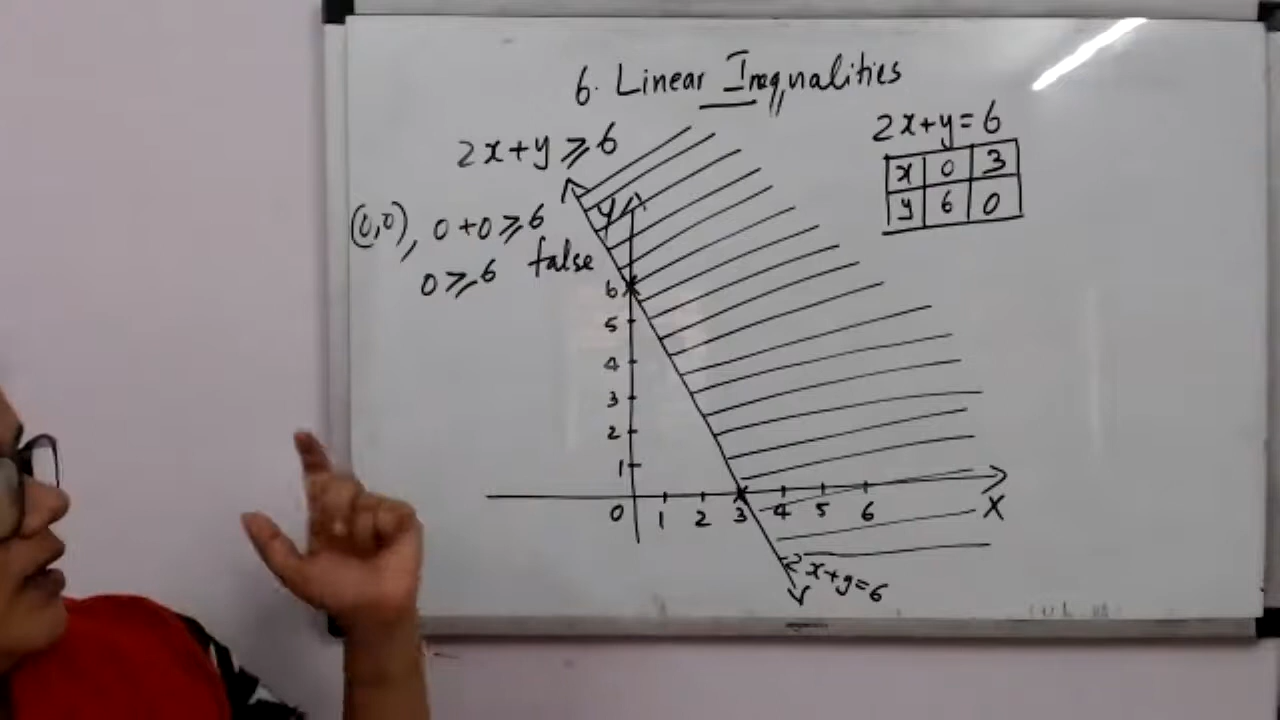 6. Linear Inequalities
2x+y=6
x 0 3
y 6 0
2x+y ≥ 6
(0,0), 0+0 ≥ 6
0 ≥ 6 false
Y
6
5
4
3
2
1
0 1 2 3 4 5 6 X
2x+y=6